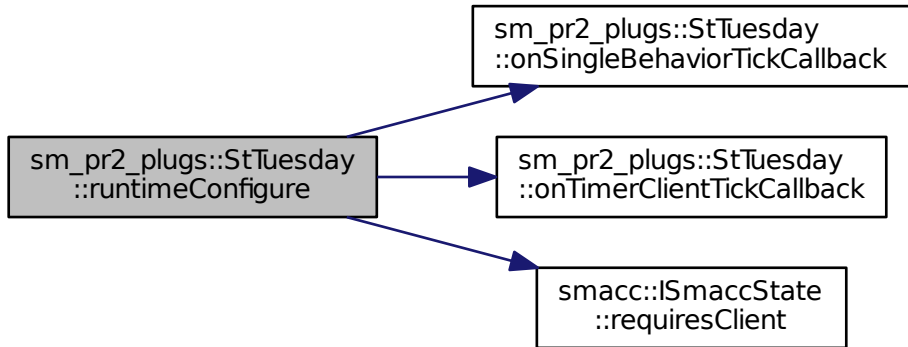 sm_pr2_plugs::StTuesday
::onSingleBehaviorTickCallback
sm_pr2_plugs::StTuesday
::runtimeConfigure
sm_pr2_plugs::StTuesday
::onTimerClientTickCallback
smacc::ISmaccState
::requiresClient